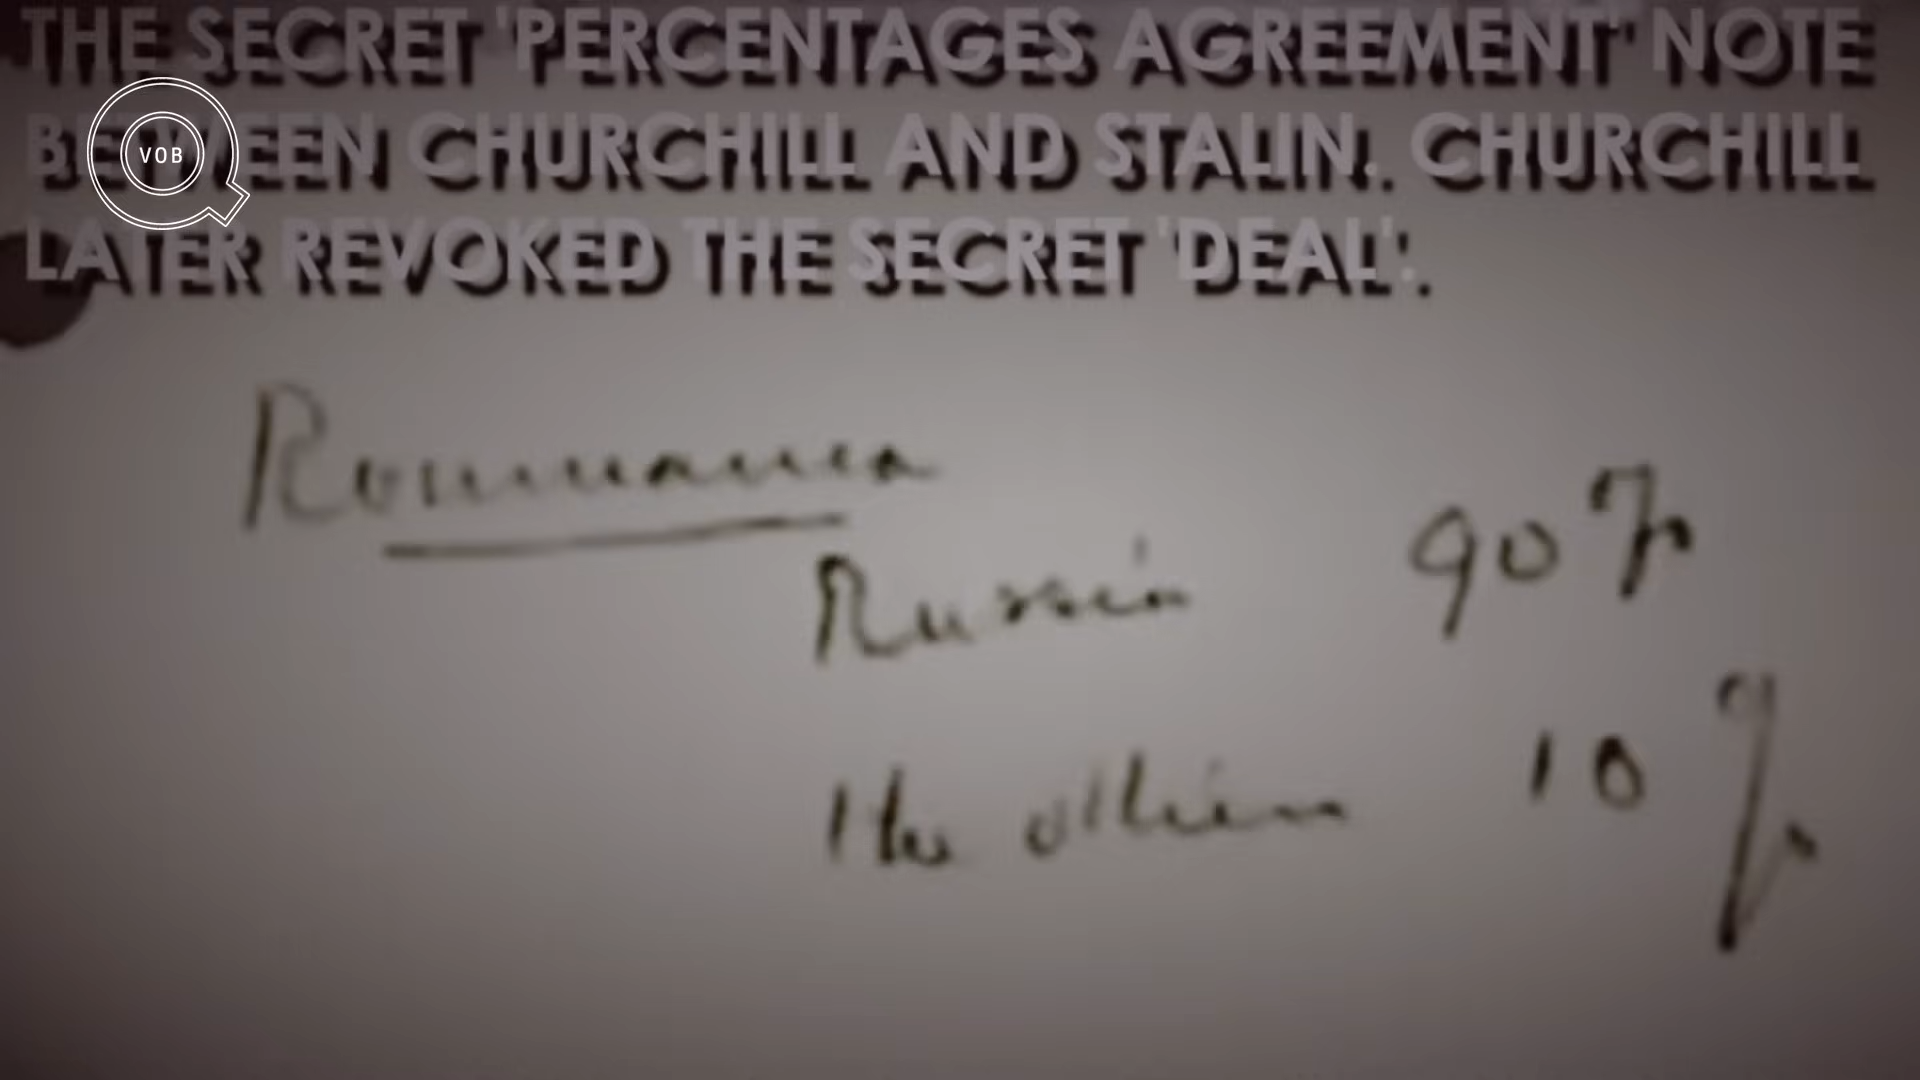 THE SECRET 'PERCENTAGES AGREEMENT' NOTE
BETWEEN CHURCHILL AND STALIN. CHURCHILL
LATER REVOKED THE SECRET 'DEAL'.
VOB
Roumania
Russia 90%
The others 10%